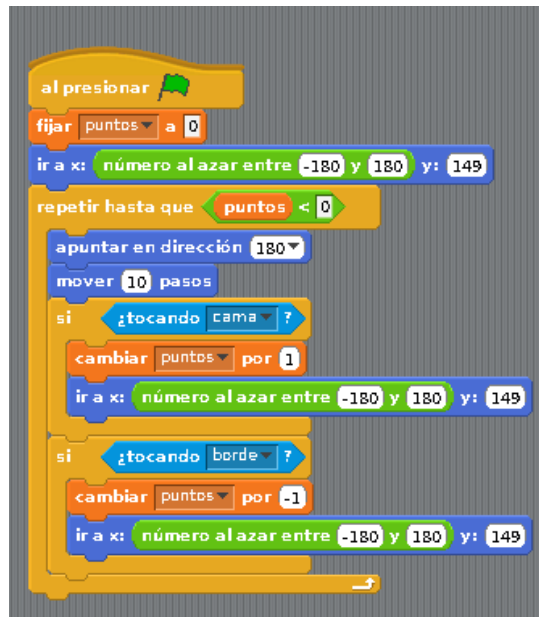 al presionar
fijar puntos a 0
ir a x: número al azar entre -180 y 180 y: 149
repetir hasta que puntos < 0
apuntar en dirección 180
mover 10 pasos
si ¿tocando cama ?
cambiar puntos por 1
ir a x: número al azar entre -180 y 180 y: 149
si ¿tocando borde ?
cambiar puntos por -1
ir a x: número al azar entre -180 y 180 y: 149